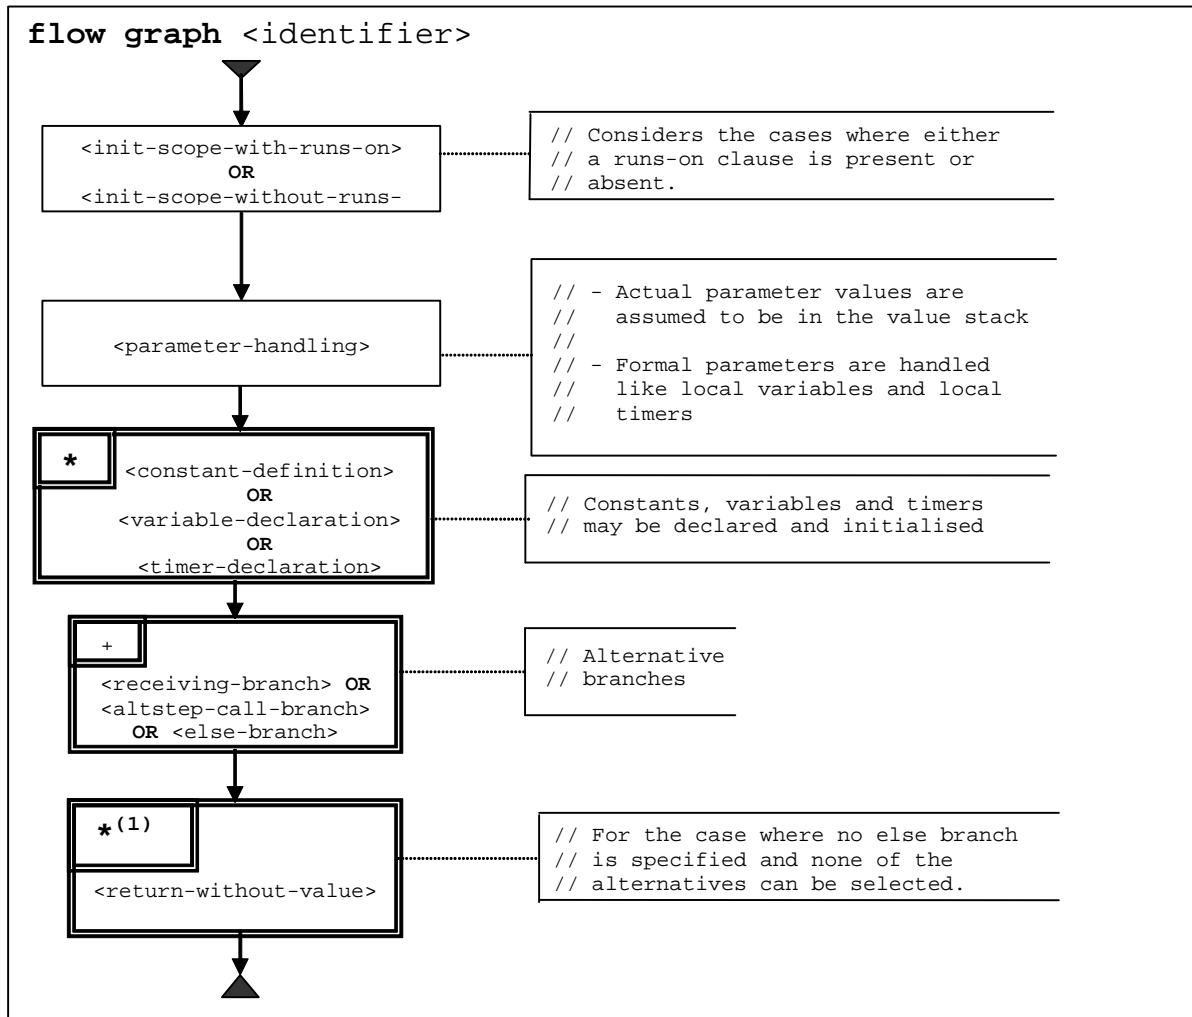 flow graph <identifier>
<init-scope-with-runs-on>
OR
<init-scope-without-runs-
// Considers the cases where either
// a runs-on clause is present or
// absent.
<parameter-handling>
// - Actual parameter values are
//   assumed to be in the value stack
//
// - Formal parameters are handled
//   like local variables and local
//   timers
*
<constant-definition>
OR
<variable-declaration>
OR
<timer-declaration>
// Constants, variables and timers
// may be declared and initialised
+
<receiving-branch> OR
<altstep-call-branch>
OR <else-branch>
// Alternative
// branches
*(1)
<return-without-value>
// For the case where no else branch
// is specified and none of the
// alternatives can be selected.